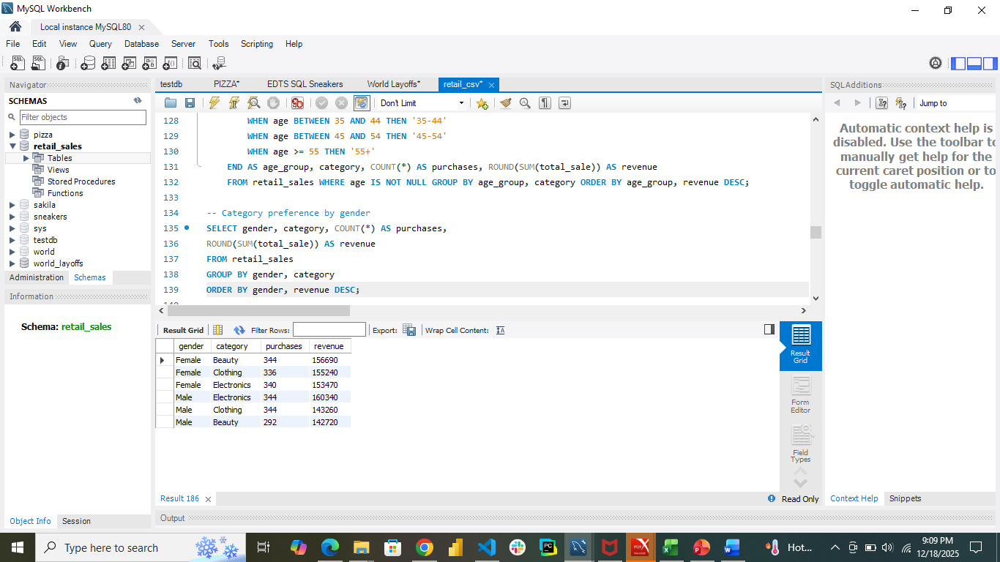 MySQL Workbench
Local instance MySQL80
File Edit View Query Database Server Tools Scripting Help
Navigator
SCHEMAS
Filter objects
pizza
retail_sales
Tables
Views
Stored Procedures
Functions
sakila
sneakers
sys
testdb
world
world_layoffs
Administration Schemas
Information
Schema: retail_sales
Object Info Session
testdb PIZZA* EDTS SQL Sneakers World Layoffs* retail_csv*
Don't Limit
128 WHEN age BETWEEN 35 AND 44 THEN '35-44'
129 WHEN age BETWEEN 45 AND 54 THEN '45-54'
130 WHEN age >= 55 THEN '55+'
131 END AS age_group, category, COUNT(*) AS purchases, ROUND(SUM(total_sale)) AS revenue
132 FROM retail_sales WHERE age IS NOT NULL GROUP BY age_group, category ORDER BY age_group, revenue DESC;
133
134 -- Category preference by gender
135 SELECT gender, category, COUNT(*) AS purchases,
136 ROUND(SUM(total_sale)) AS revenue
137 FROM retail_sales
138 GROUP BY gender, category
139 ORDER BY gender, revenue DESC;
Result Grid Filter Rows: Export: Wrap Cell Content:
gender category purchases revenue
Female Beauty 344 156690
Female Clothing 336 155240
Female Electronics 340 153470
Male Electronics 344 160340
Male Clothing 344 143260
Male Beauty 292 142720
Result
Grid
Form
Editor
Field
Types
Result 186
Read Only
Output
SQLAdditions
Jump to
Automatic context help is
disabled. Use the toolbar to
manually get help for the
current caret position or to
toggle automatic help.
Context Help Snippets
Type here to search
Hot...
9:09 PM
12/18/2025